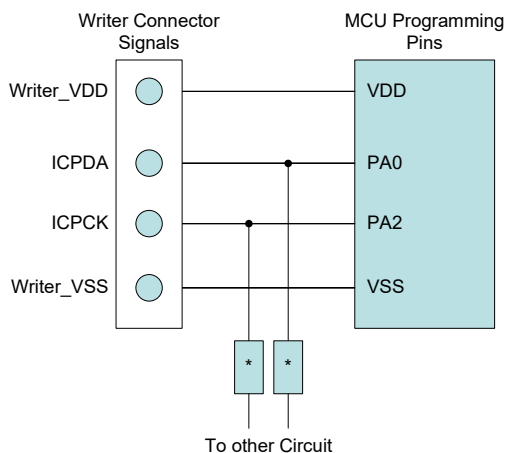 Writer Connector
Signals
MCU Programming
Pins
Writer_VDD
VDD
ICPDA
PA0
ICPCK
PA2
Writer_VSS
VSS
* *
To other Circuit